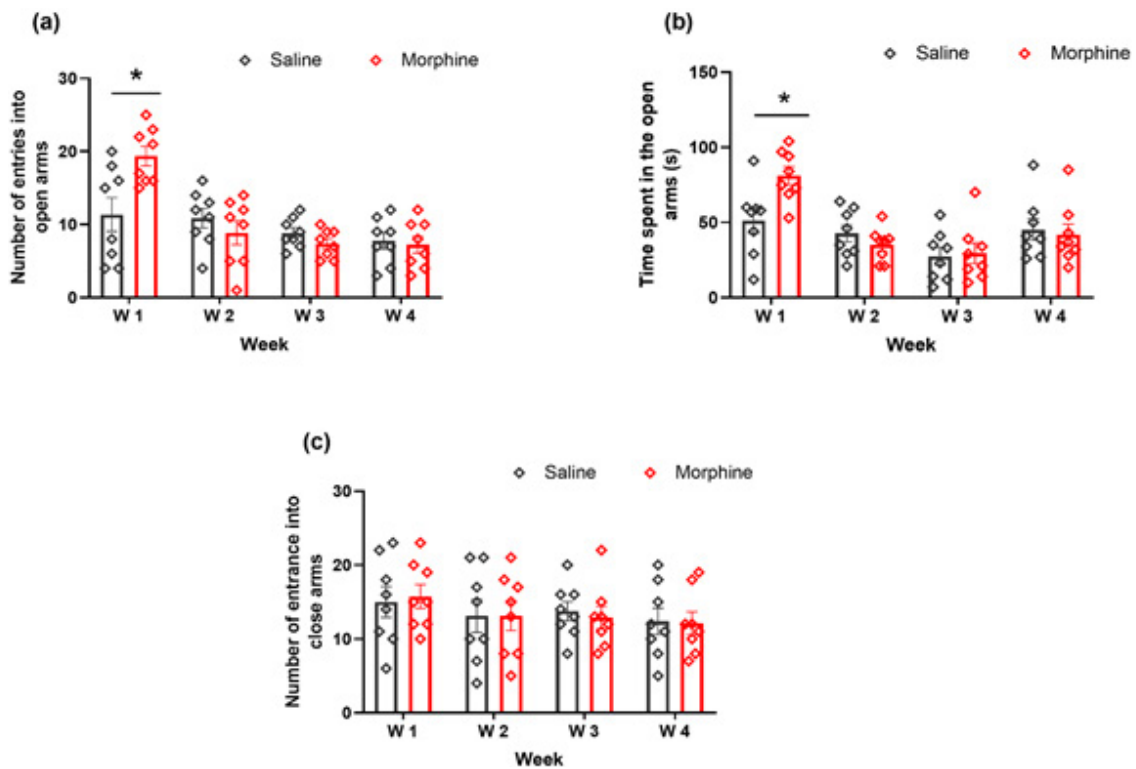 (a)
Saline Morphine
Number of entries into
open arms
30
20
10
0
*
W 1 W 2 W 3 W 4
Week
(b)
Saline Morphine
Time spent in the open
arms (s)
150
100
50
0
*
W 1 W 2 W 3 W 4
Week
(c)
Saline Morphine
Number of entrance into
close arms
30
20
10
0
W 1 W 2 W 3 W 4
Week